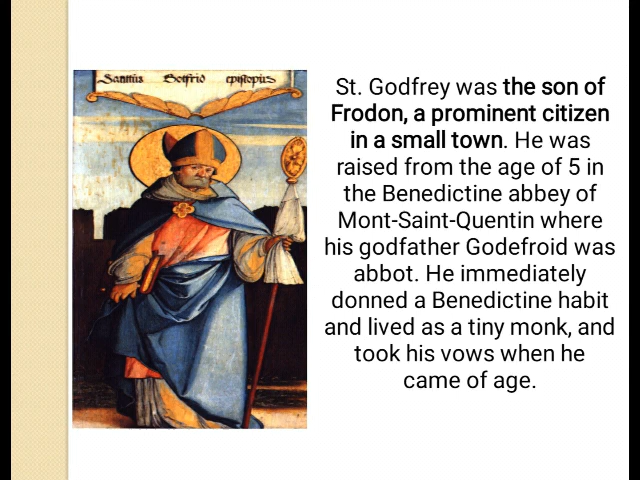 Sanctus Gotfrid episcopus
St. Godfrey was the son of
Frodon, a prominent citizen
in a small town. He was
raised from the age of 5 in
the Benedictine abbey of
Mont-Saint-Quentin where
his godfather Godefroid was
abbot. He immediately
donned a Benedictine habit
and lived as a tiny monk, and
took his vows when he
came of age.